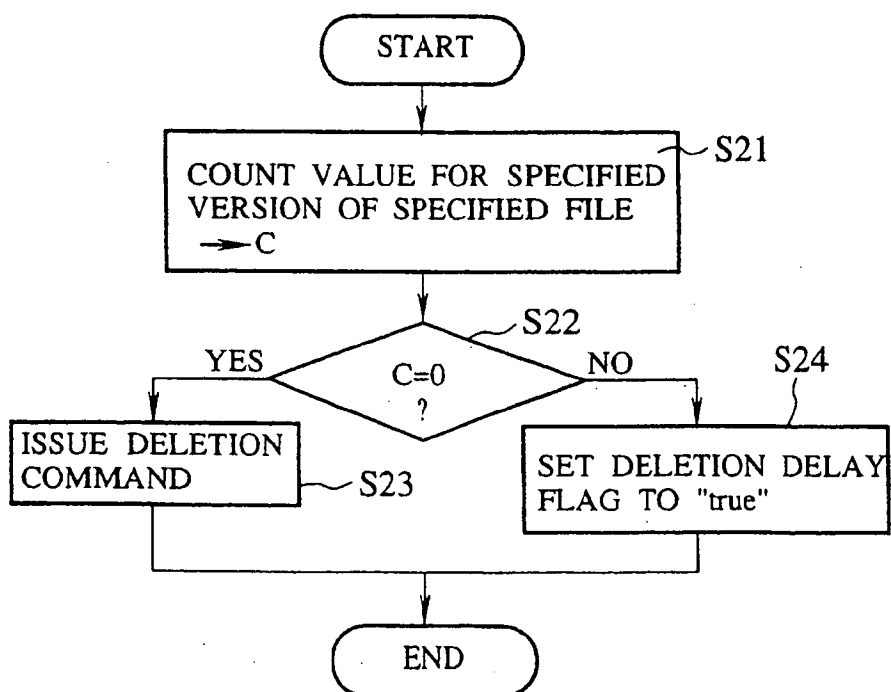 START
S21
COUNT VALUE FOR SPECIFIED
VERSION OF SPECIFIED FILE
→ C
S22
YES
C=0
?
NO
S24
ISSUE DELETION
COMMAND
S23
SET DELETION DELAY
FLAG TO "true"
END